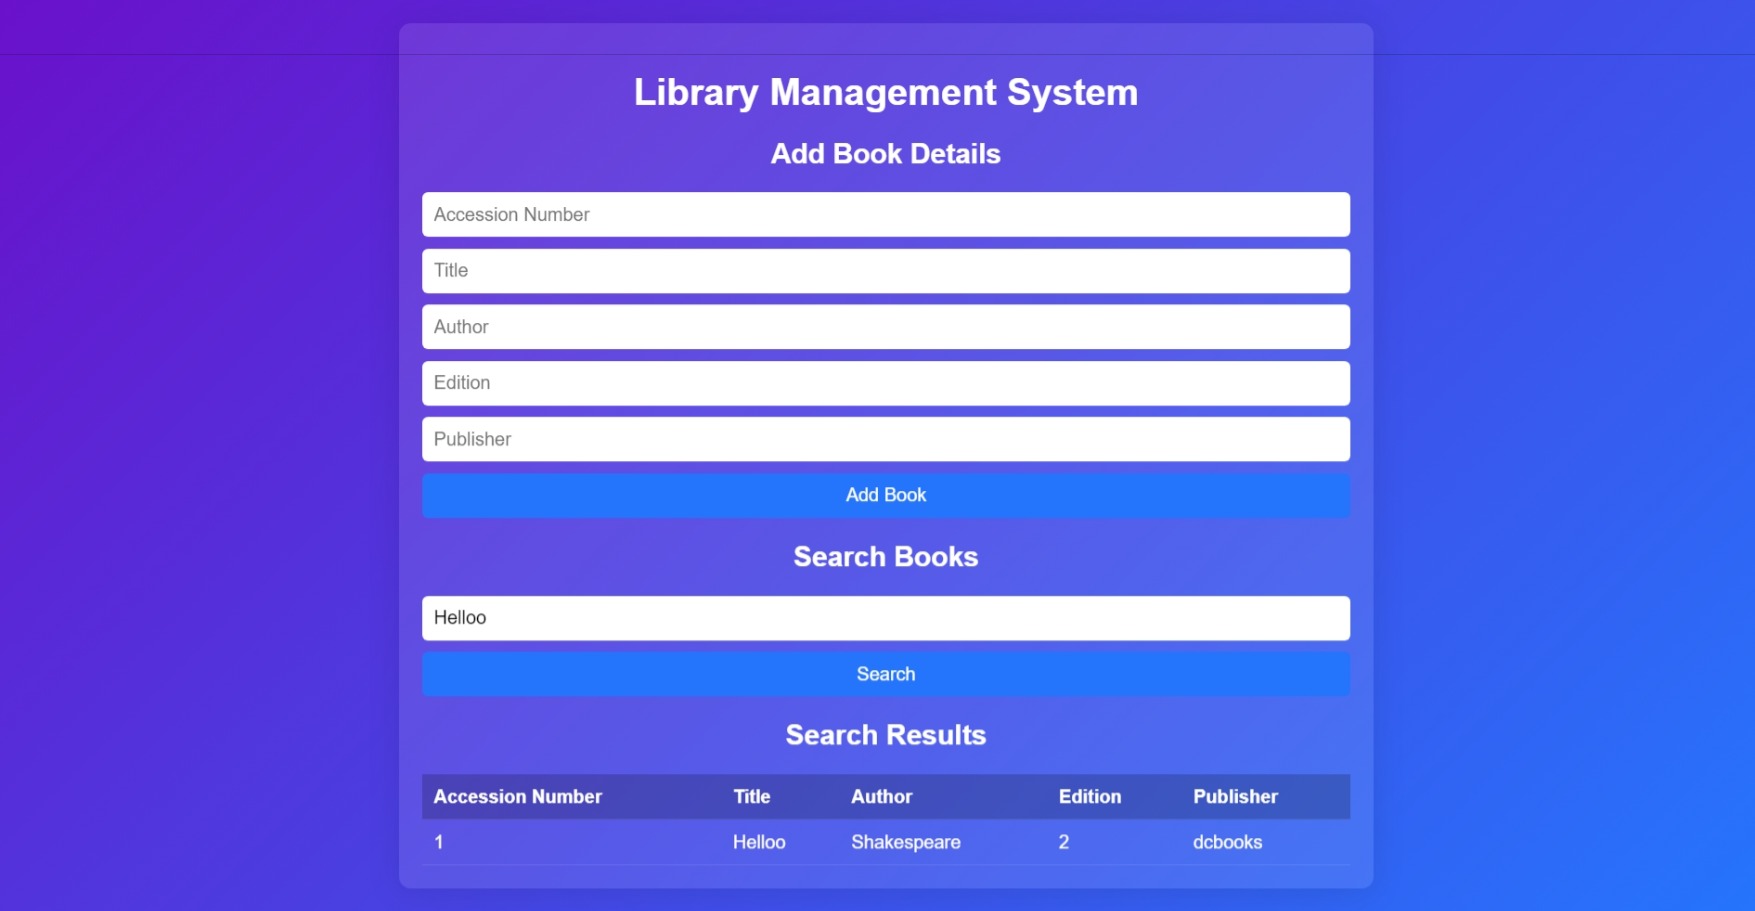 Library Management System
Add Book Details
Accession Number
Title
Author
Edition
Publisher
Add Book
Search Books
Helloo
Search
Search Results
Accession Number Title Author Edition Publisher
1 Helloo Shakespeare 2 dcbooks